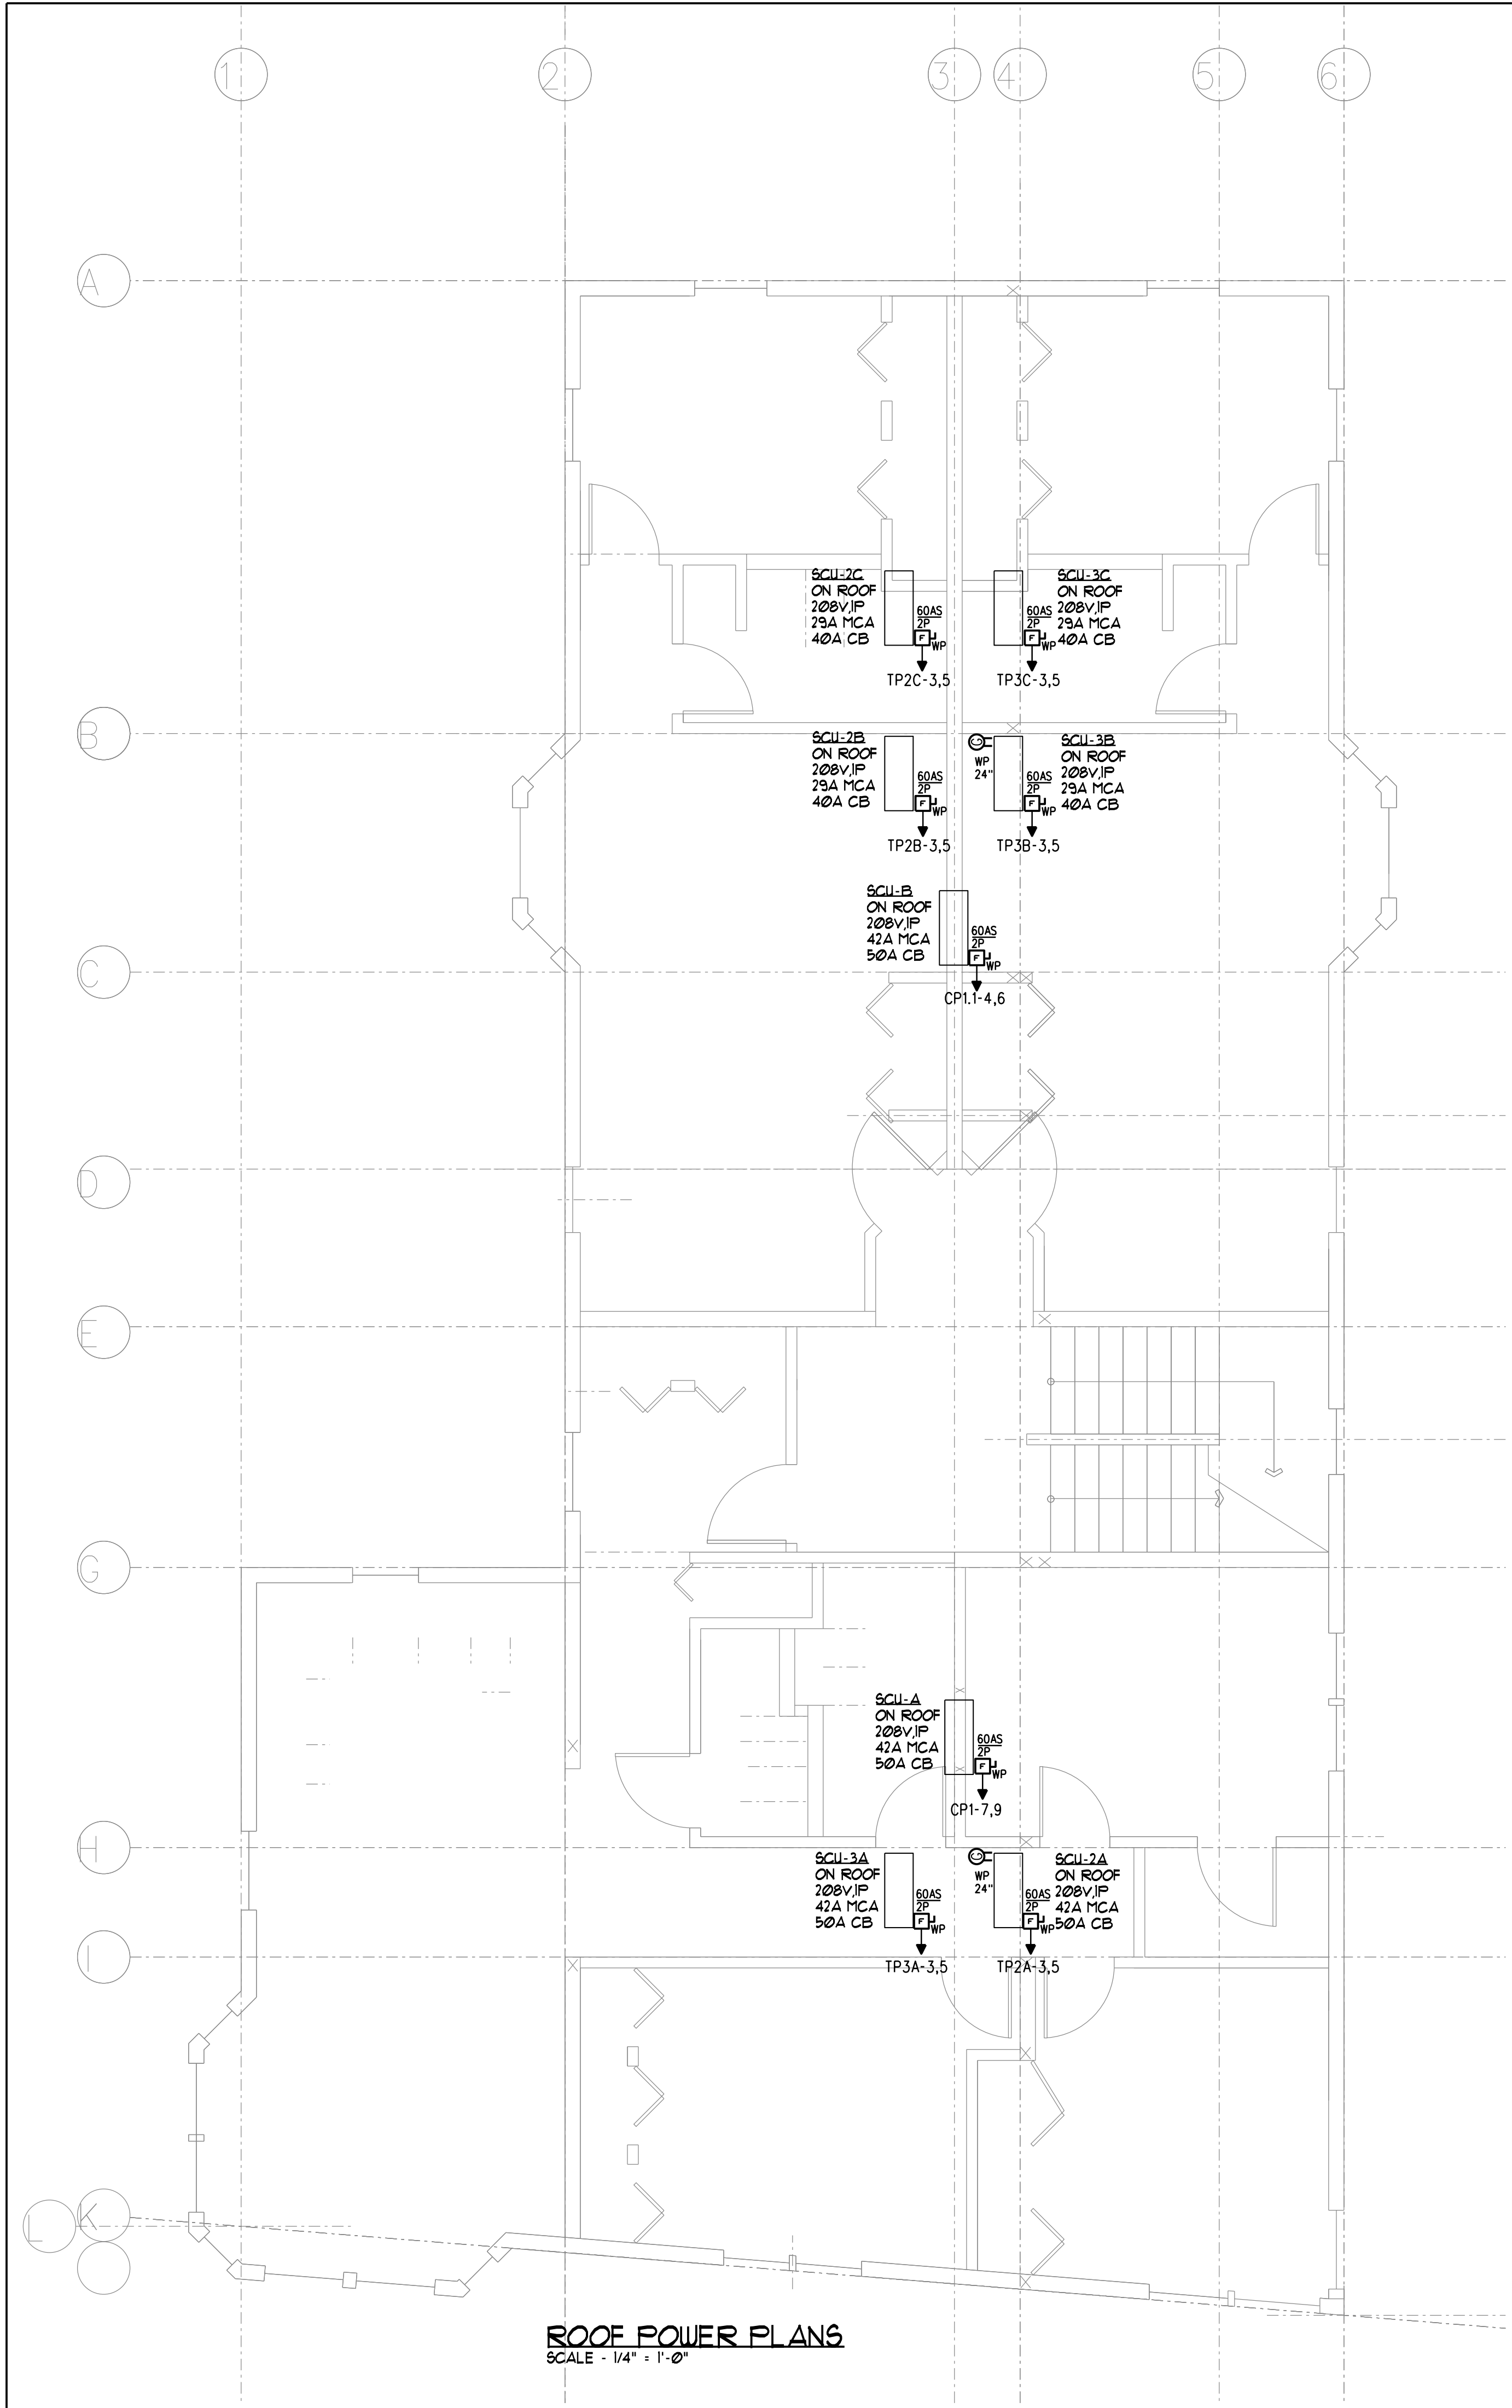 1
2
3
4
5
6
A
B
C
D
E
G
H
I
K
L
SCU-2C
ON ROOF
208V,1P
29A MCA
40A CB
60AS
2P
F
WP
TP2C-3,5
SCU-3C
ON ROOF
208V,1P
29A MCA
40A CB
60AS
2P
F
WP
TP3C-3,5
SCU-2B
ON ROOF
208V,1P
29A MCA
40A CB
60AS
2P
F
WP
TP2B-3,5
G
WP
24"
SCU-3B
ON ROOF
208V,1P
29A MCA
40A CB
60AS
2P
F
WP
TP3B-3,5
SCU-B
ON ROOF
208V,1P
42A MCA
50A CB
60AS
2P
F
WP
CP1.1-4,6
SCU-A
ON ROOF
208V,1P
42A MCA
50A CB
60AS
2P
F
WP
CP1-7,9
SCU-3A
ON ROOF
208V,1P
42A MCA
50A CB
60AS
2P
F
WP
TP3A-3,5
G
WP
24"
SCU-2A
ON ROOF
208V,1P
42A MCA
50A CB
60AS
2P
F
WP
TP2A-3,5
ROOF POWER PLANS
SCALE - 1/4" = 1'-0"